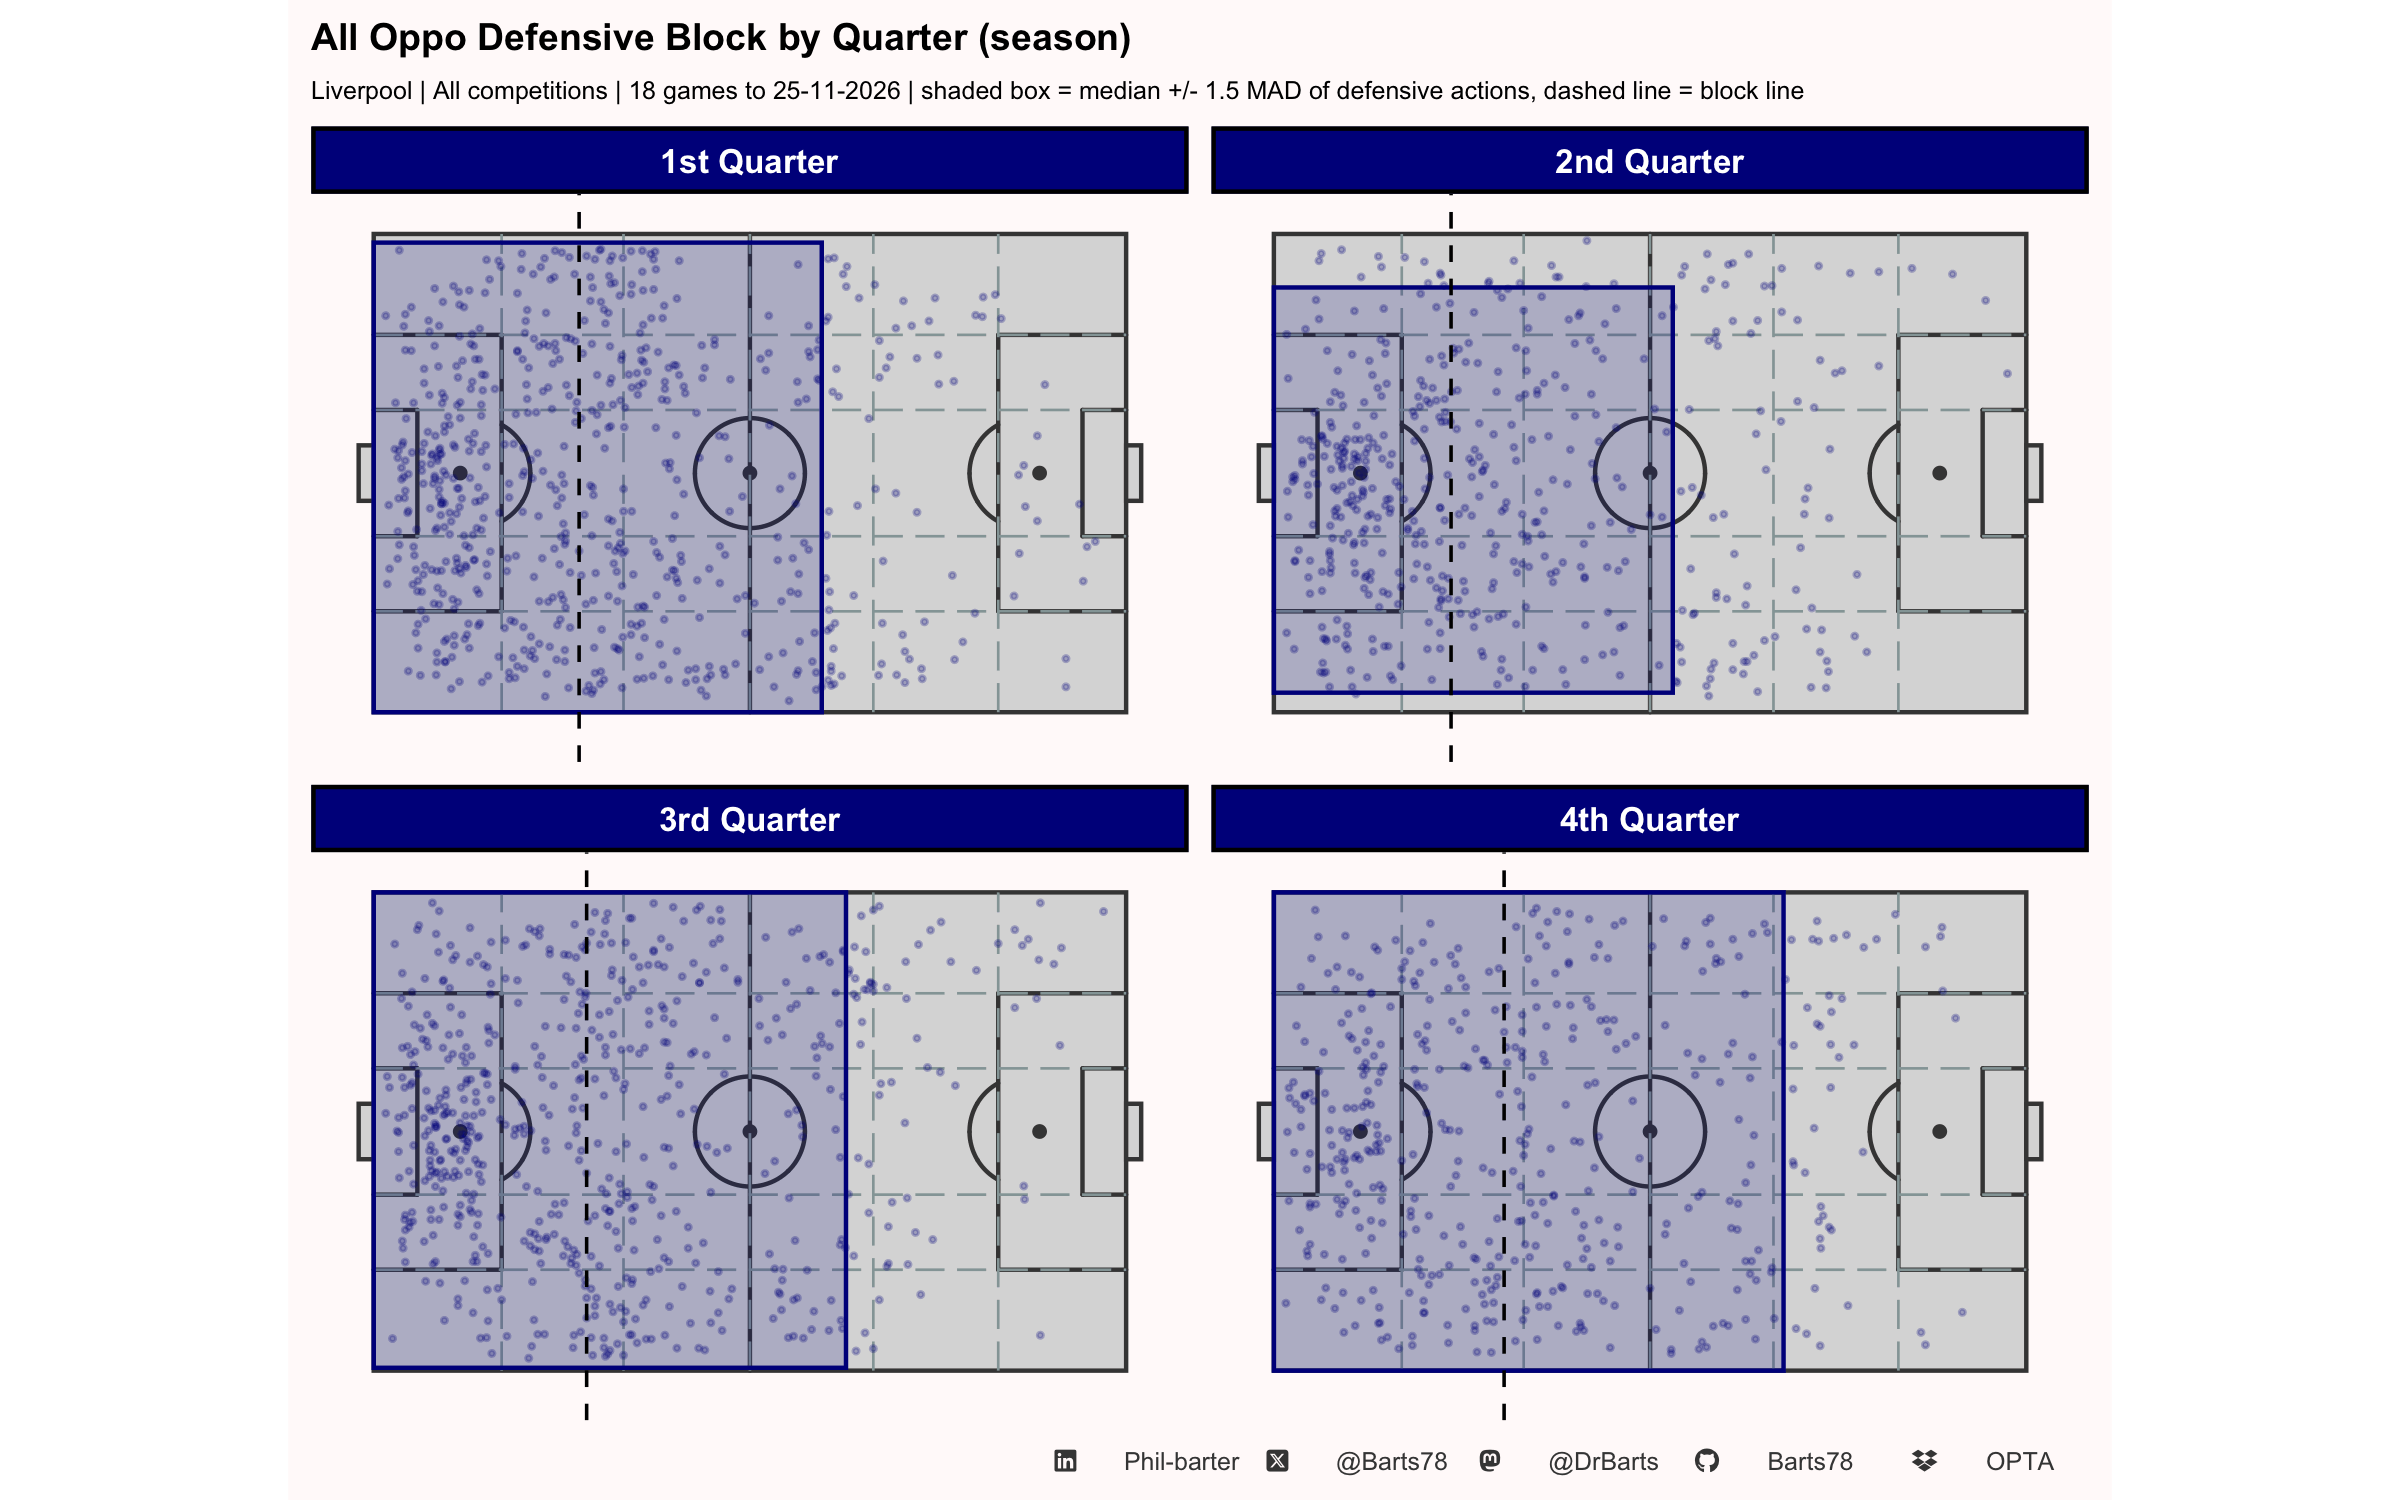 All Oppo Defensive Block by Quarter (season)
Liverpool | All competitions | 18 games to 25-11-2026 | shaded box = median +/- 1.5 MAD of defensive actions, dashed line = block line
1st Quarter
2nd Quarter
3rd Quarter
4th Quarter
Phil-barter @Barts78 @DrBarts Barts78 OPTA